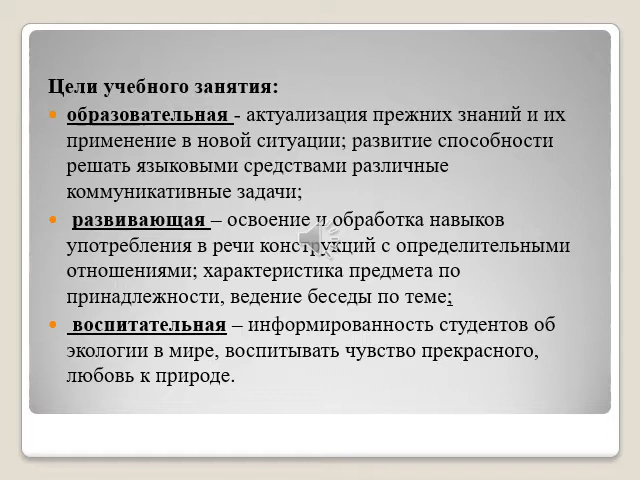 Цели учебного занятия:
образовательная - актуализация прежних знаний и их
применение в новой ситуации; развитие способности
решать языковыми средствами различные
коммуникативные задачи;
развивающая – освоение и обработка навыков
употребления в речи конструкций с определительными
отношениями; характеристика предмета по
принадлежности, ведение беседы по теме;
воспитательная – информированность студентов об
экологии в мире, воспитывать чувство прекрасного,
любовь к природе.